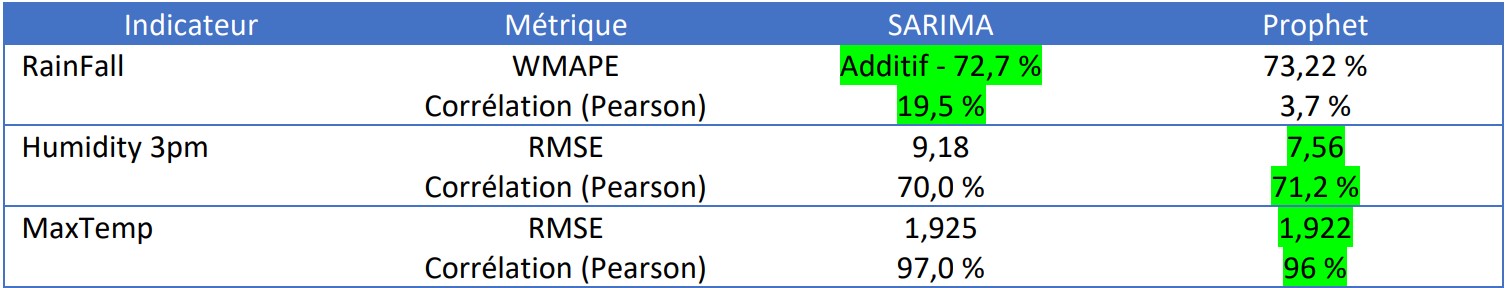 Indicateur Métrique SARIMA Prophet
RainFall WMAPE Additif - 72,7 % 73,22 %
Corrélation (Pearson) 19,5 % 3,7 %
Humidity 3pm RMSE 9,18 7,56
Corrélation (Pearson) 70,0 % 71,2 %
MaxTemp RMSE 1,925 1,922
Corrélation (Pearson) 97,0 % 96 %